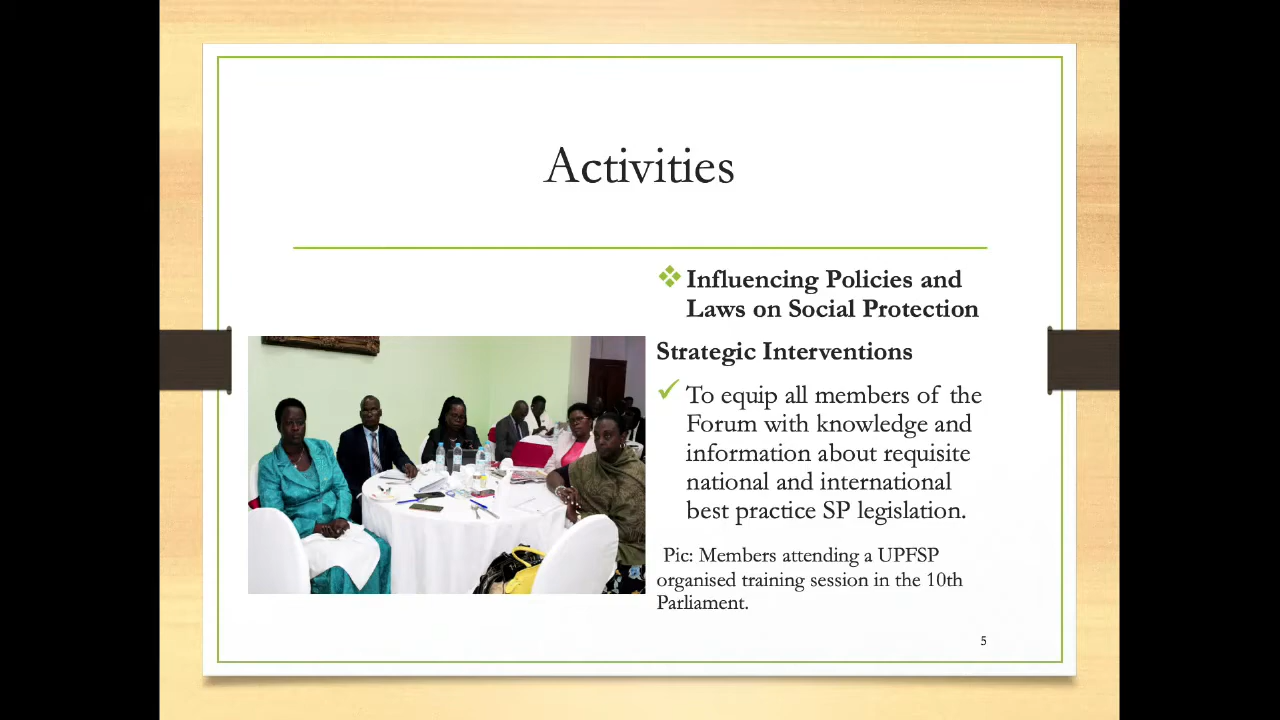 Activities
Influencing Policies and
Laws on Social Protection
Strategic Interventions
To equip all members of the
Forum with knowledge and
information about requisite
national and international
best practice SP legislation.
Pic: Members attending a UPFSP
organised training session in the 10th
Parliament.
5